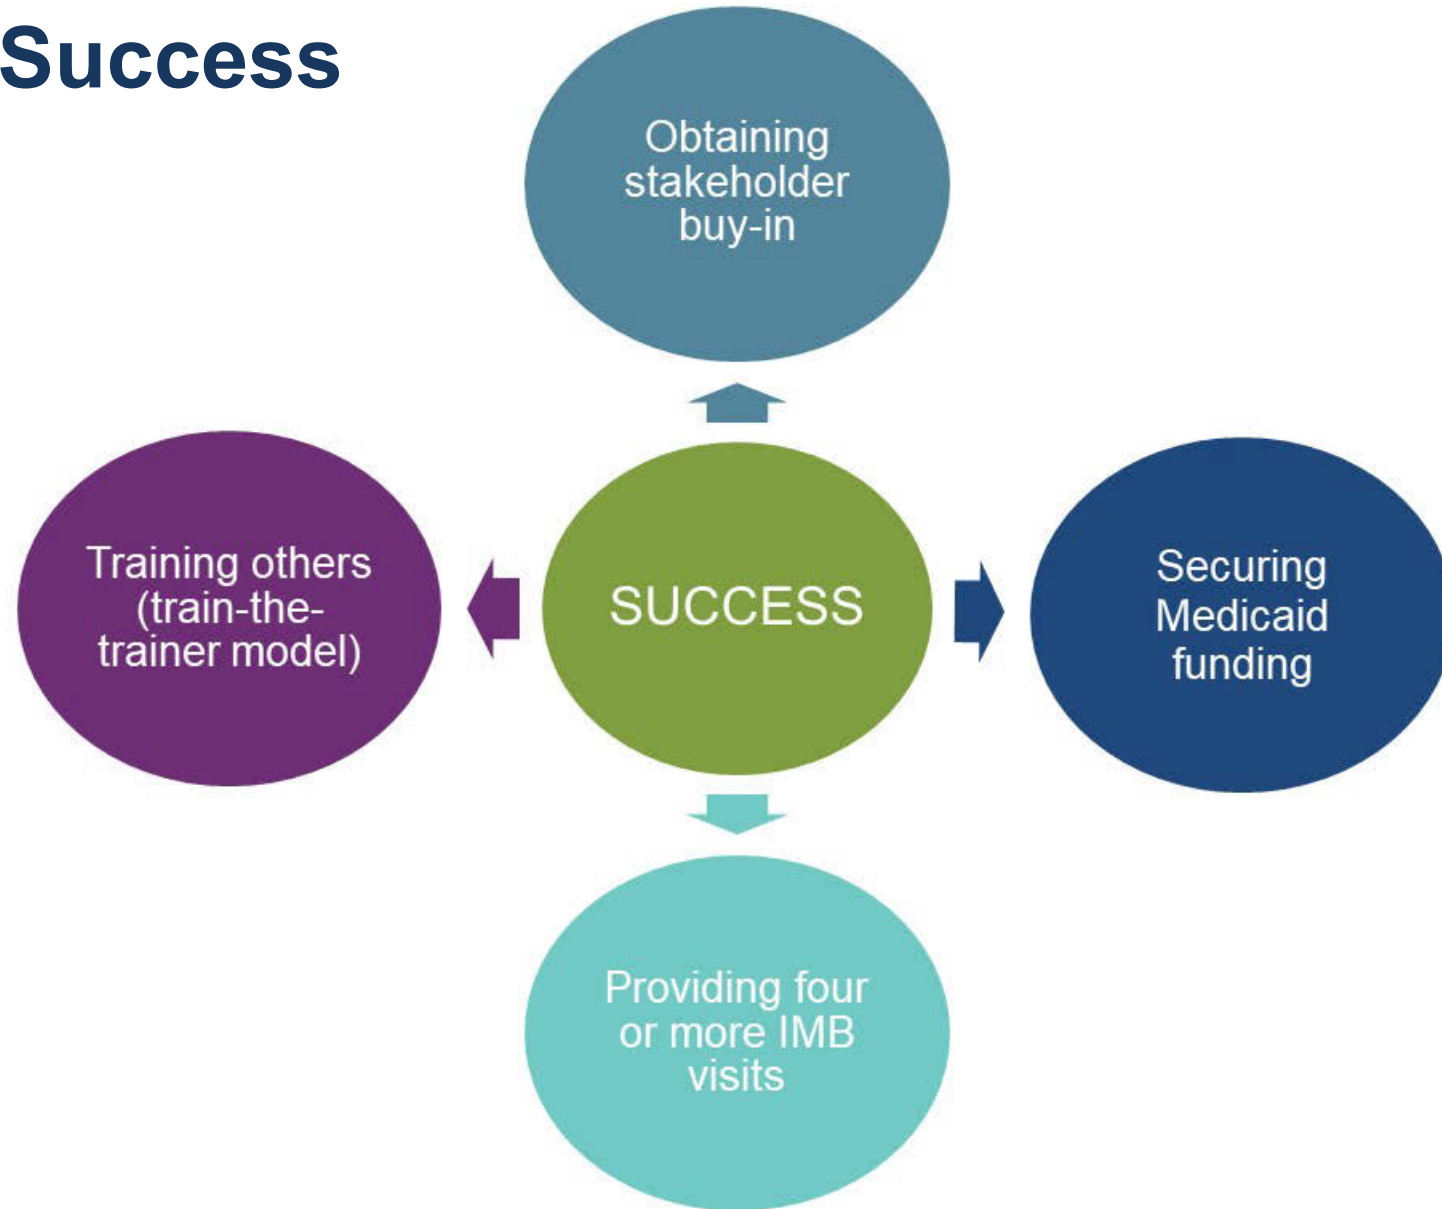 Success
Obtaining
stakeholder
buy-in
Training others
(train-the-
trainer model)
SUCCESS
Securing
Medicaid
funding
Providing four
or more IMB
visits